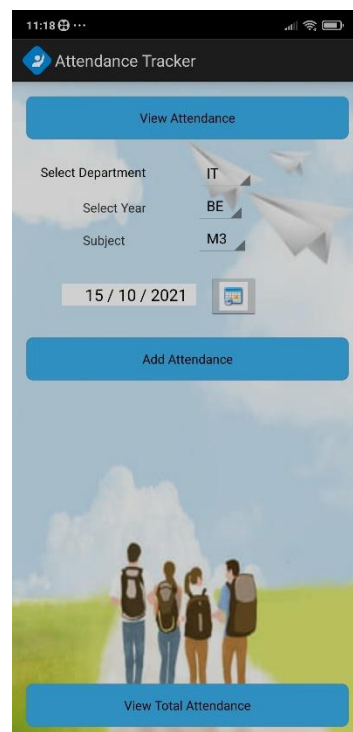 11:18 ...
Attendance Tracker
View Attendance
Select Department IT
Select Year BE
Subject M3
15 / 10 / 2021
Add Attendance
View Total Attendance